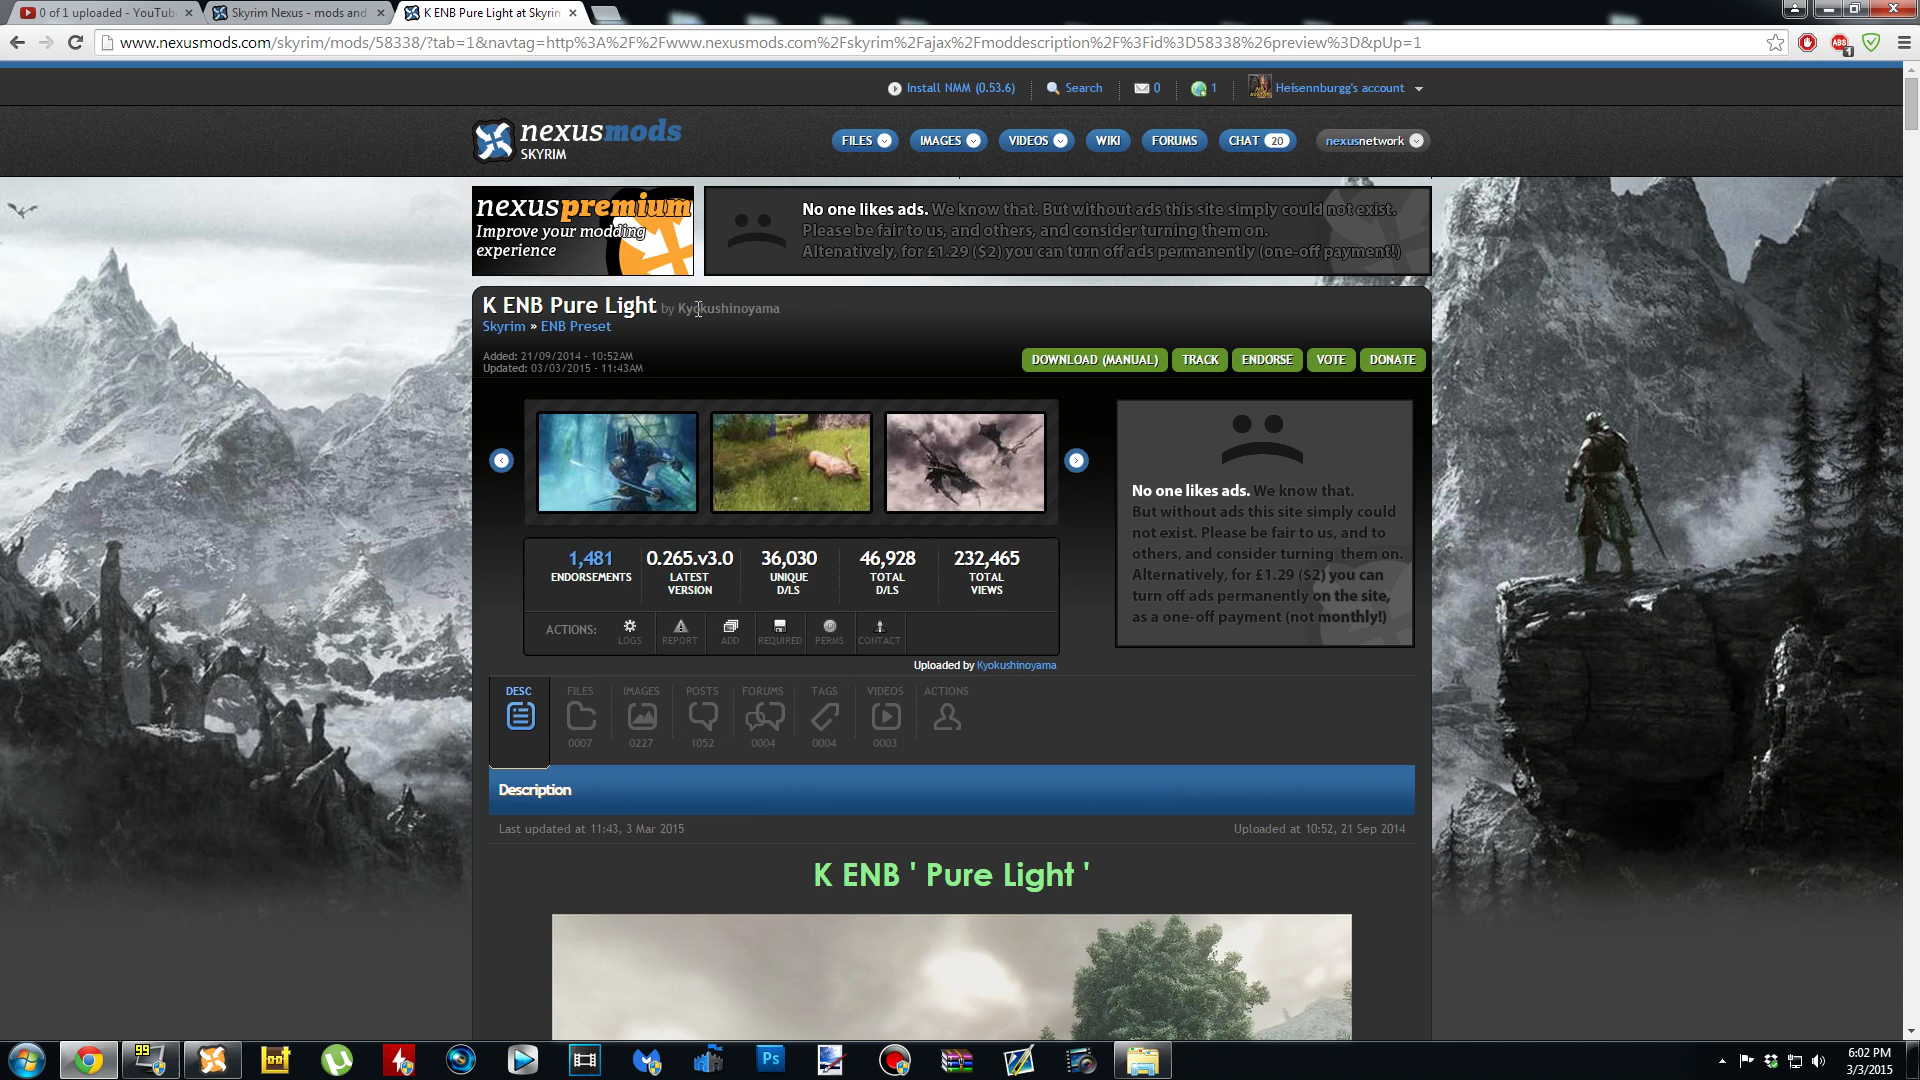 0 of 1 uploaded - YouTub
Skyrim Nexus - mods and
K ENB Pure Light at Skyrim
www.nexusmods.com/skyrim/mods/58338/?tab=1&navtag=http%3A%2F%2Fwww.nexusmods.com%2Fskyrim%2Fajax%2Fmoddescription%2F%3Fid%3D58338%26preview%3D&pUp=1
ABS
1
Install NMM (0.53.6)
Search
0
1
Heisennburgg's account
nexusmods
SKYRIM
FILES
IMAGES
VIDEOS
WIKI
FORUMS
CHAT 20
nexusnetwork
nexuspremium
Improve your modding
experience
No one likes ads. We know that. But without ads this site simply could not exist.
Please be fair to us, and others, and consider turning them on.
Altenatively, for £1.29 ($2) you can turn off ads permanently (one-off payment!)
K ENB Pure Light by Kyokushinoyama
Skyrim » ENB Preset
Added: 21/09/2014 - 10:52AM
Updated: 03/03/2015 - 11:43AM
DOWNLOAD (MANUAL)
TRACK
ENDORSE
VOTE
DONATE
No one likes ads. We know that.
But without ads this site simply could
not exist. Please be fair to us, and to
others, and consider turning them on.
Alternatively, for £1.29 ($2) you can
turn off ads permanently on the site,
as a one-off payment (not monthly!)
1,481
ENDORSEMENTS
0.265.v3.0
LATEST
VERSION
36,030
UNIQUE
D/LS
46,928
TOTAL
D/LS
232,465
TOTAL
VIEWS
ACTIONS:
LOGS
REPORT
ADD
REQUIRED
PERMS
CONTACT
Uploaded by Kyokushinoyama
DESC
FILES
0007
IMAGES
0227
POSTS
1052
FORUMS
0004
TAGS
0004
VIDEOS
0003
ACTIONS
Description
Last updated at 11:43, 3 Mar 2015
Uploaded at 10:52, 21 Sep 2014
K ENB ' Pure Light '
99
Ps
6:02 PM
3/3/2015